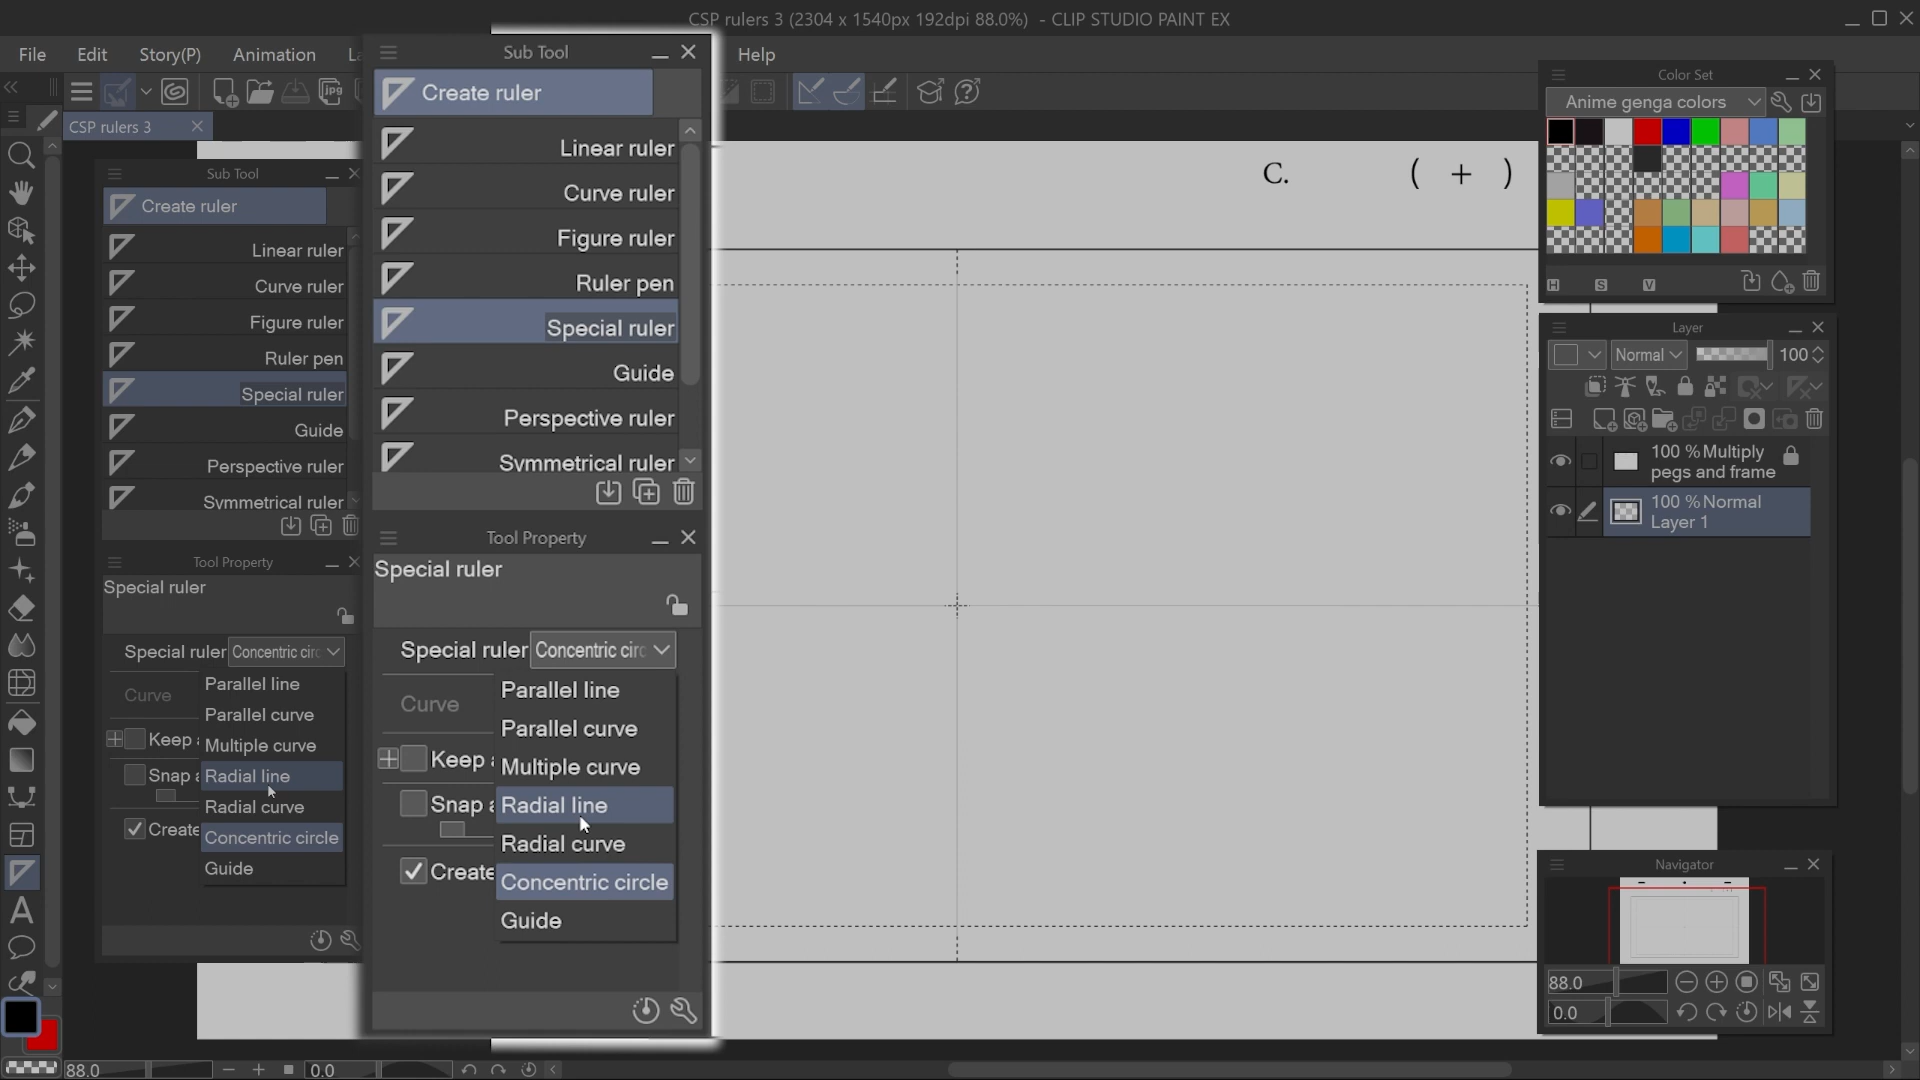 CSP rulers 3 (2304 x 1540px 192dpi 88.0%) - CLIP STUDIO PAINT EX
File Edit Story(P) Animation Help
CSP rulers 3
Sub Tool
Create ruler
Linear ruler
Curve ruler
Figure ruler
Ruler pen
Special ruler
Guide
Perspective ruler
Symmetrical ruler
Tool Property
Special ruler
Special ruler Concentric circ
Curve
Parallel line
Parallel curve
Multiple curve
Keep
Radial line
Snap
Radial curve
Create
Concentric circle
Guide
Sub Tool
Create ruler
Linear ruler
Curve ruler
Figure ruler
Ruler pen
Special ruler
Guide
Perspective ruler
Symmetrical ruler
Tool Property
Special ruler
Special ruler Concentric circ
Parallel line
Curve
Parallel curve
Keep
Multiple curve
Snap
Radial line
Radial curve
Create
Concentric circle
Guide
C. ( + )
Color Set
Anime genga colors
H S V
Layer
Normal 100
100 %Multiply
pegs and frame
100 %Normal
Layer 1
Navigator
88.0
0.0
88.0 0.0